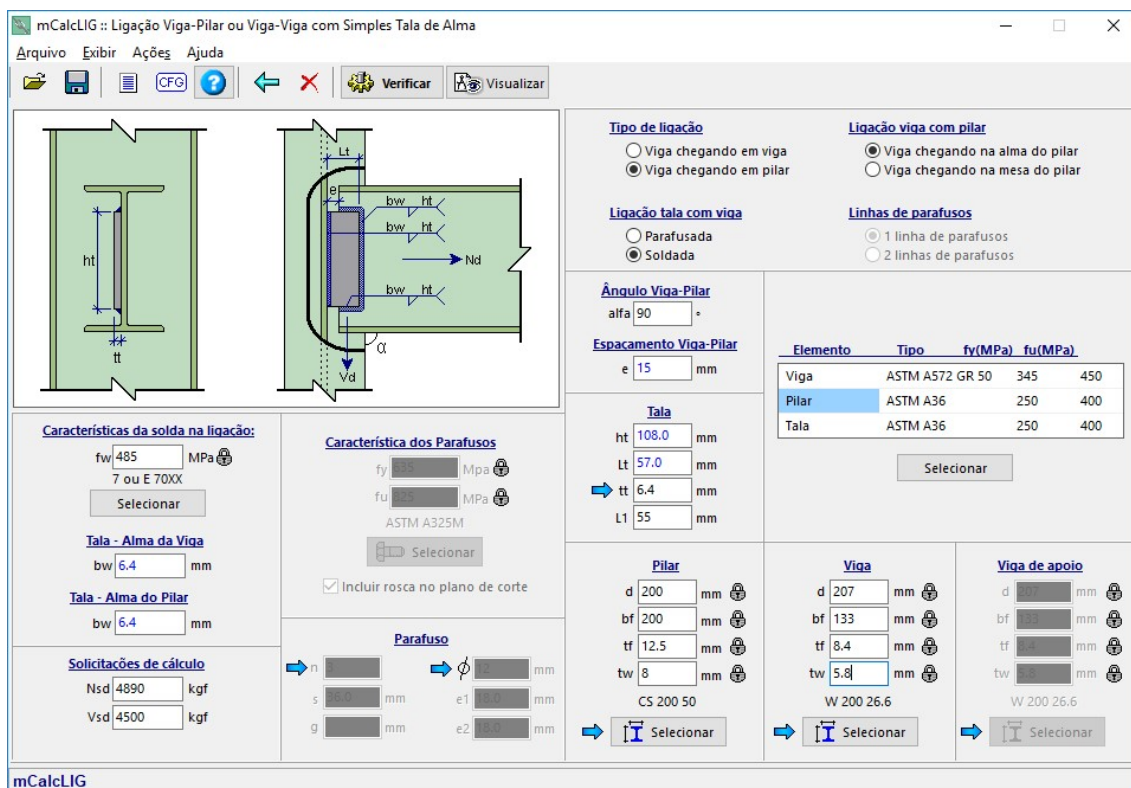 mCalcLIG :: Ligação Viga-Pilar ou Viga-Viga com Simples Tala de Alma
Arquivo Exibir Ações Ajuda
CFG ? Verificar Visualizar
ht
tt
Lt
e
bw ht
bw ht
Nd
bw ht
α
Vd
Tipo de ligação
Viga chegando em viga
Viga chegando em pilar
Ligação viga com pilar
Viga chegando na alma do pilar
Viga chegando na mesa do pilar
Ligação tala com viga
Parafusada
Soldada
Linhas de parafusos
1 linha de parafusos
2 linhas de parafusos
Ângulo Viga-Pilar
alfa 90 °
Espaçamento Viga-Pilar
e 15 mm
Elemento Tipo fy(MPa) fu(MPa)
Viga ASTM A572 GR 50 345 450
Pilar ASTM A36 250 400
Tala ASTM A36 250 400
Selecionar
Tala
ht 108.0 mm
Lt 57.0 mm
tt 6.4 mm
L1 55 mm
Características da solda na ligação:
fw 485 MPa
7 ou E 70XX
Selecionar
Tala - Alma da Viga
bw 6.4 mm
Tala - Alma do Pilar
bw 6.4 mm
Solicitações de cálculo
Nsd 4890 kgf
Vsd 4500 kgf
Característica dos Parafusos
fy 635 Mpa
fu 825 MPa
ASTM A325M
Selecionar
Incluir rosca no plano de corte
Parafuso
n 3 ϕ 12 mm
s 36.0 mm e1 18.0 mm
g mm e2 18.0 mm
Pilar
d 200 mm
bf 200 mm
tf 12.5 mm
tw 8 mm
CS 200 50
Selecionar
Viga
d 207 mm
bf 133 mm
tf 8.4 mm
tw 5.8 mm
W 200 26.6
Selecionar
Viga de apoio
d 207 mm
bf 133 mm
tf 8.4 mm
tw 5.8 mm
W 200 26.6
Selecionar
mCalcLIG